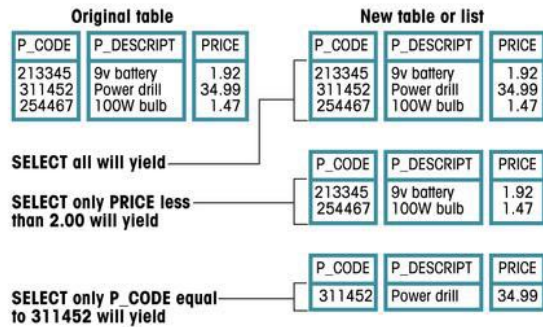 Original table
New table or list
P_CODE P_DESCRIPT PRICE
213345 9v battery 1.92
311452 Power drill 34.99
254467 100W bulb 1.47
P_CODE P_DESCRIPT PRICE
213345 9v battery 1.92
311452 Power drill 34.99
254467 100W bulb 1.47
SELECT all will yield
P_CODE P_DESCRIPT PRICE
213345 9v battery 1.92
254467 100W bulb 1.47
SELECT only PRICE less
than 2.00 will yield
P_CODE P_DESCRIPT PRICE
311452 Power drill 34.99
SELECT only P_CODE equal
to 311452 will yield